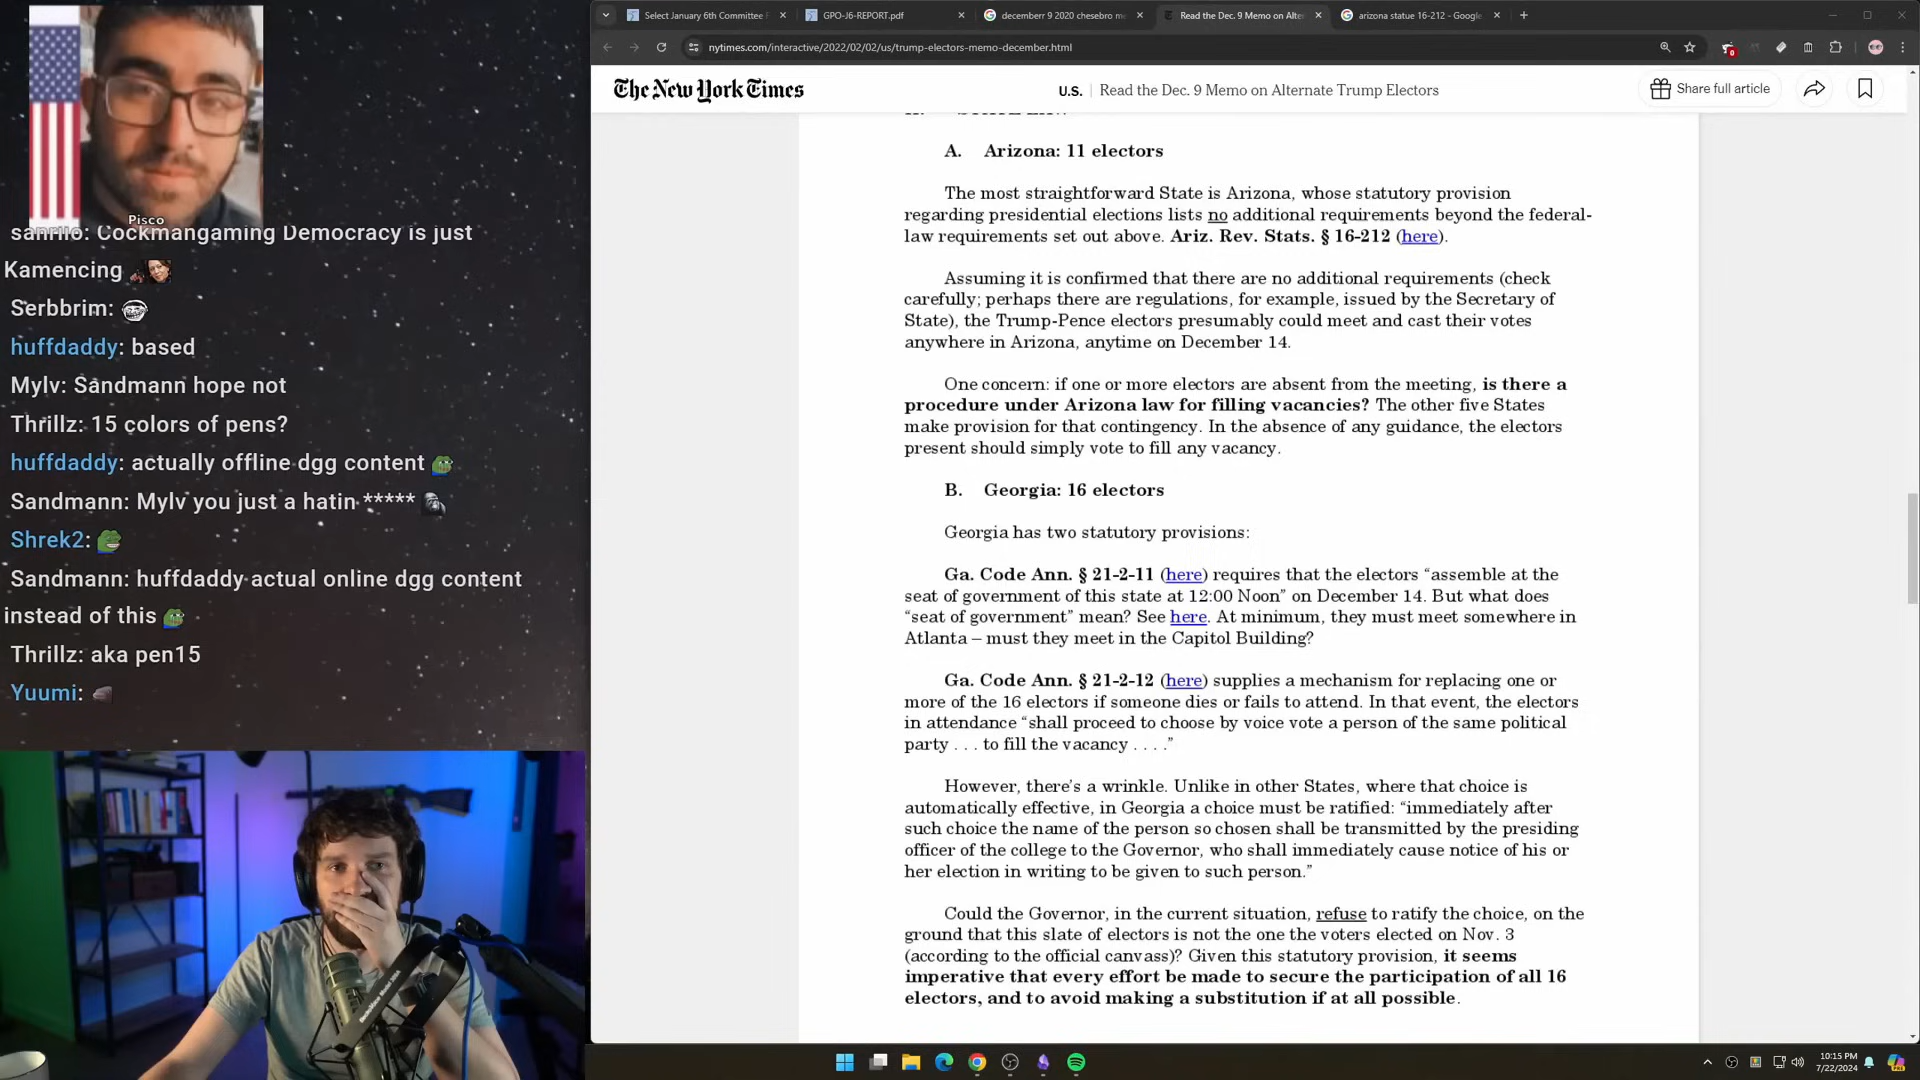 Pisco
sanriio: Cockmangaming Democracy is just
Kamencing
Serbbrim:
huffdaddy: based
Mylv: Sandmann hope not
Thrillz: 15 colors of pens?
huffdaddy: actually offline dgg content
Sandmann: Mylv you just a hatin *****
Shrek2:
Sandmann: huffdaddy actual online dgg content
instead of this
Thrillz: aka pen15
Yuumi:
Select January 6th Committee
GPO-J6-REPORT.pdf
decemberr 9 2020 chesebro me
Read the Dec. 9 Memo on Alter
arizona statue 16-212 - Google
nytimes.com/interactive/2022/02/02/us/trump-electors-memo-december.html
The New York Times
U.S. | Read the Dec. 9 Memo on Alternate Trump Electors
Share full article
A. Arizona: 11 electors
The most straightforward State is Arizona, whose statutory provision
regarding presidential elections lists no additional requirements beyond the federal-
law requirements set out above. Ariz. Rev. Stats. § 16-212 (here).
Assuming it is confirmed that there are no additional requirements (check
carefully; perhaps there are regulations, for example, issued by the Secretary of
State), the Trump-Pence electors presumably could meet and cast their votes
anywhere in Arizona, anytime on December 14.
One concern: if one or more electors are absent from the meeting, is there a
procedure under Arizona law for filling vacancies? The other five States
make provision for that contingency. In the absence of any guidance, the electors
present should simply vote to fill any vacancy.
B. Georgia: 16 electors
Georgia has two statutory provisions:
Ga. Code Ann. § 21-2-11 (here) requires that the electors “assemble at the
seat of government of this state at 12:00 Noon” on December 14. But what does
“seat of government” mean? See here. At minimum, they must meet somewhere in
Atlanta – must they meet in the Capitol Building?
Ga. Code Ann. § 21-2-12 (here) supplies a mechanism for replacing one or
more of the 16 electors if someone dies or fails to attend. In that event, the electors
in attendance “shall proceed to choose by voice vote a person of the same political
party . . . to fill the vacancy . . . .”
However, there’s a wrinkle. Unlike in other States, where that choice is
automatically effective, in Georgia a choice must be ratified: “immediately after
such choice the name of the person so chosen shall be transmitted by the presiding
officer of the college to the Governor, who shall immediately cause notice of his or
her election in writing to be given to such person.”
Could the Governor, in the current situation, refuse to ratify the choice, on the
ground that this slate of electors is not the one the voters elected on Nov. 3
(according to the official canvass)? Given this statutory provision, it seems
imperative that every effort be made to secure the participation of all 16
electors, and to avoid making a substitution if at all possible.
10:15 PM
7/22/2024